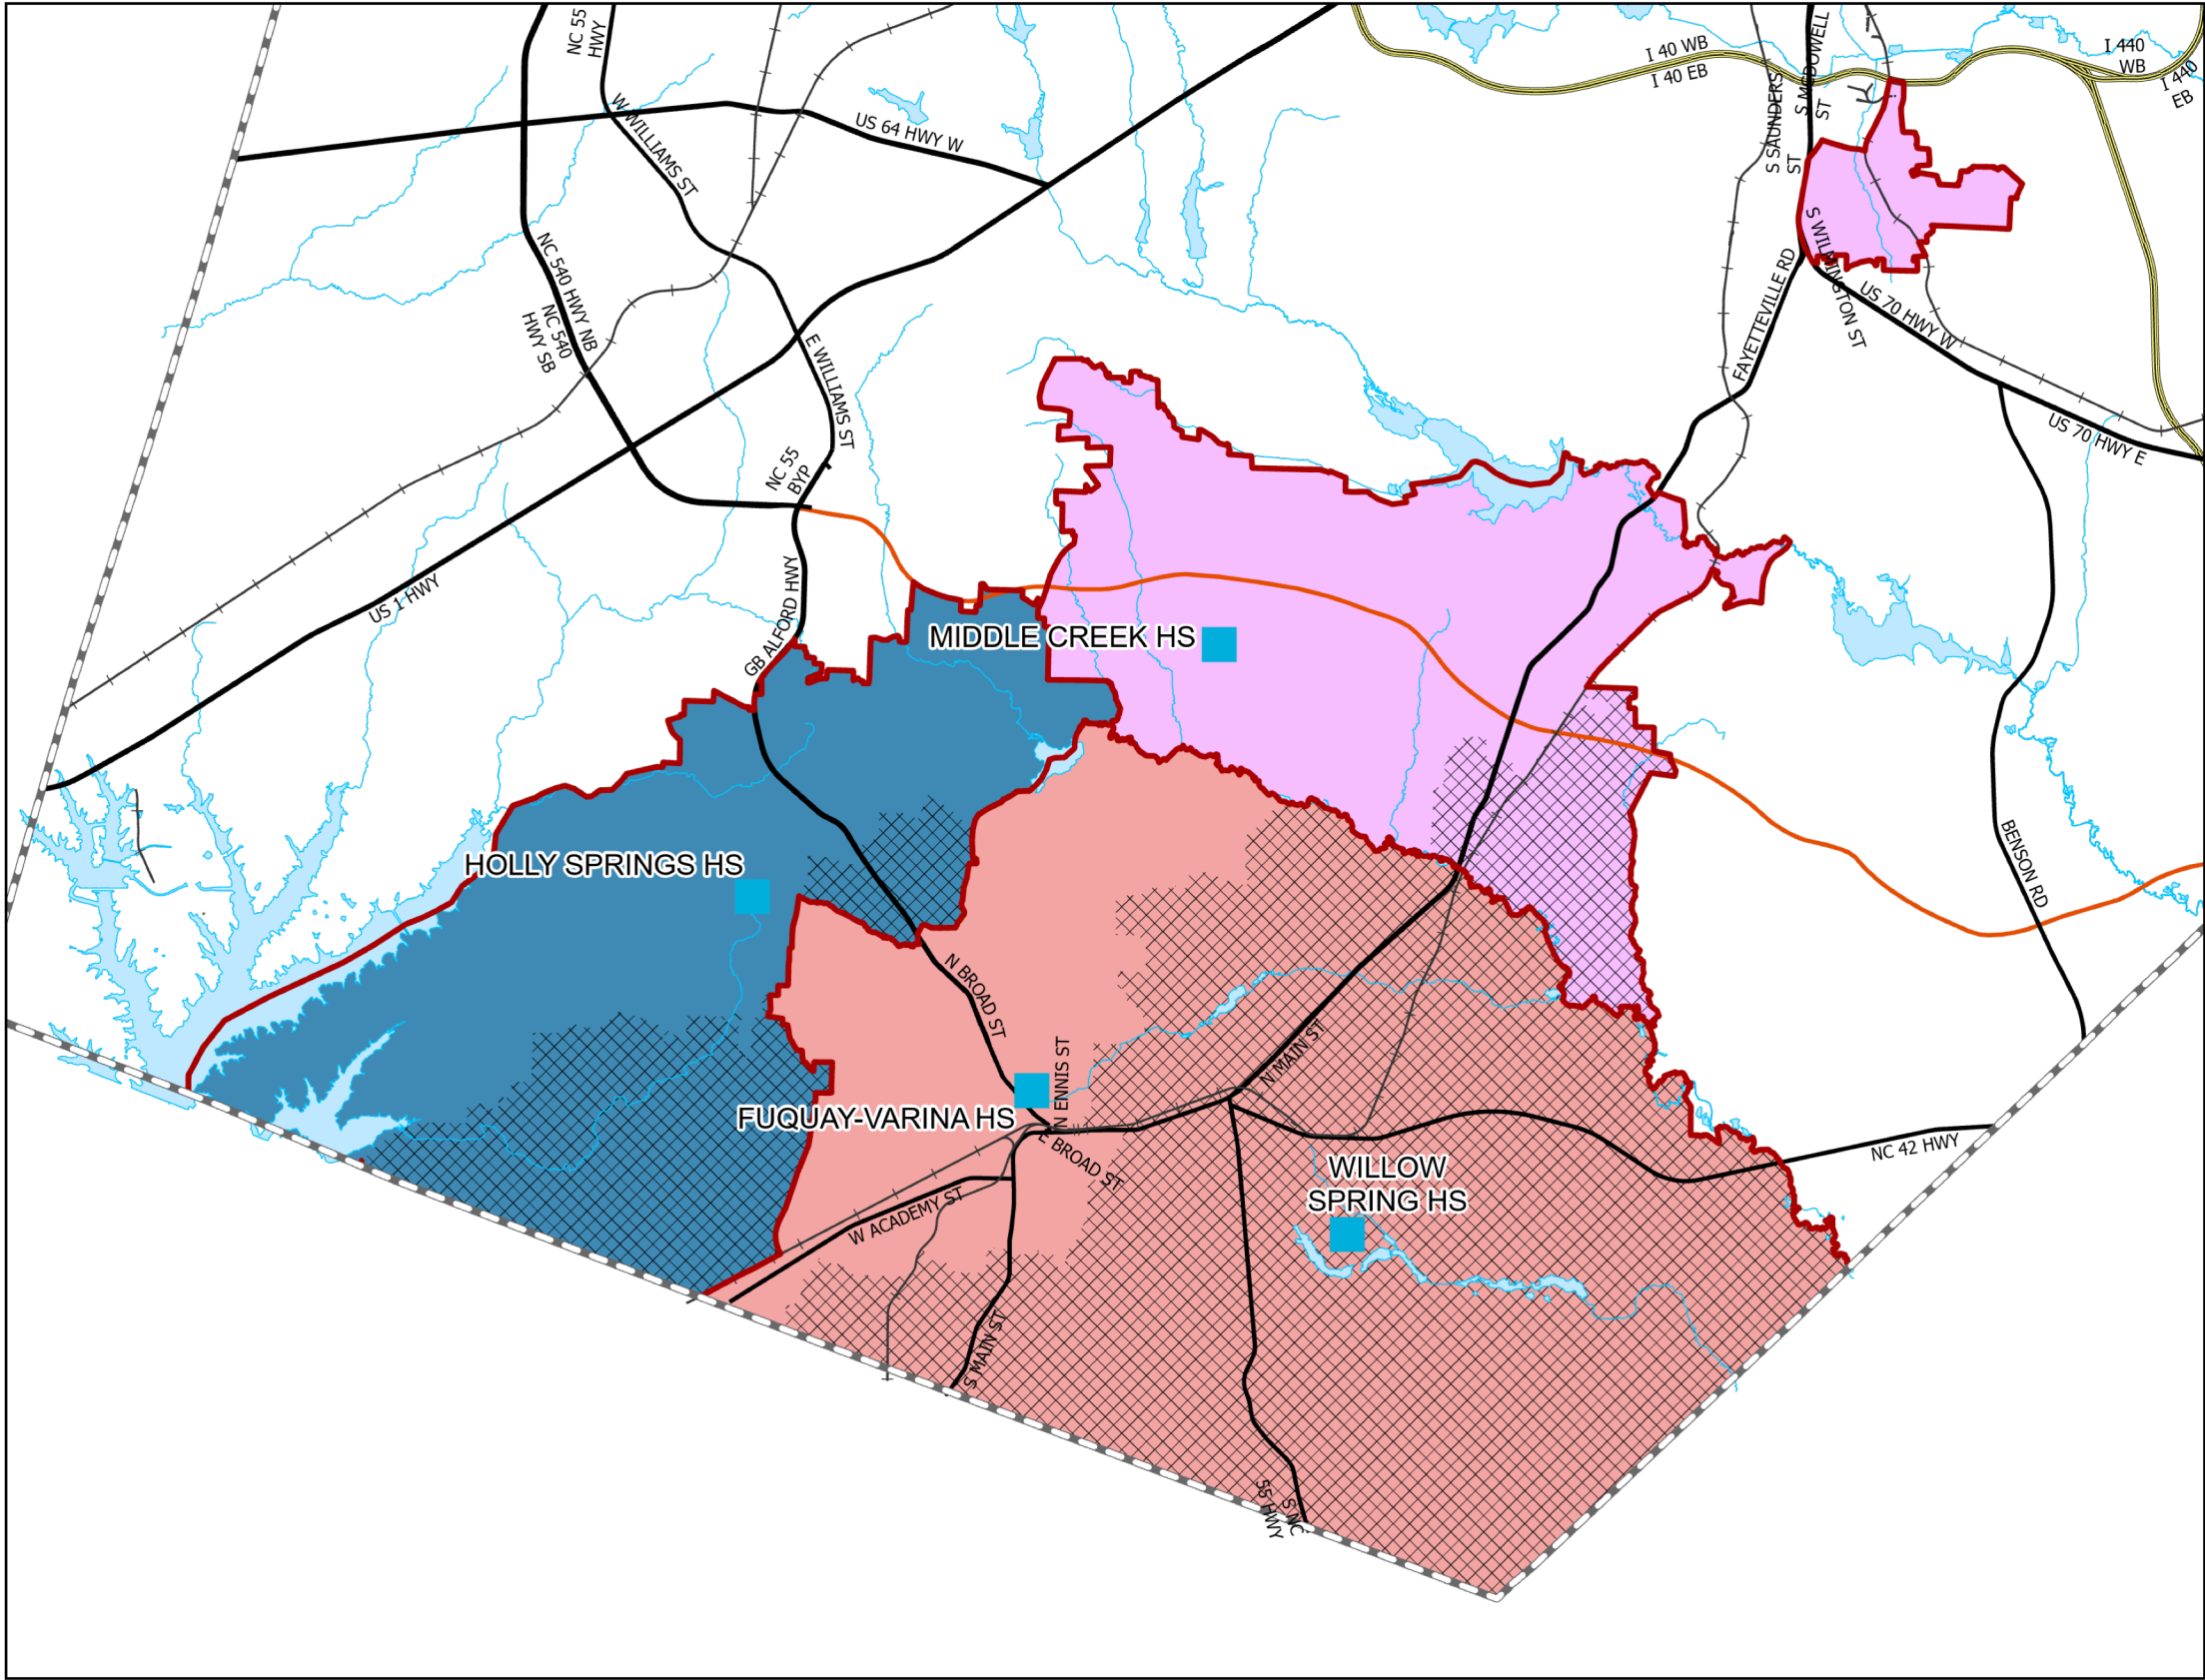 NC 55
HWY
W WILLIAMS ST
US 64 HWY W
I 40 WB
I 40 EB
S SAUNDERS
ST
S MCDOWELL
ST
I 440
WB
I 440
EB
NC 540 HWY NB
NC 540
HWY SB
E WILLIAMS ST
NC 55
BYP
FAYETTEVILLE RD
S WILMINGTON ST
US 70 HWY W
US 70 HWY E
US 1 HWY
GB ALFORD HWY
MIDDLE CREEK HS
HOLLY SPRINGS HS
BENSON RD
N BROAD ST
N ENNIS ST
N MAIN ST
FUQUAY-VARINA HS
E BROAD ST
NC 42 HWY
WILLOW
SPRING HS
W ACADEMY ST
S MAIN ST
S NC
55 HWY